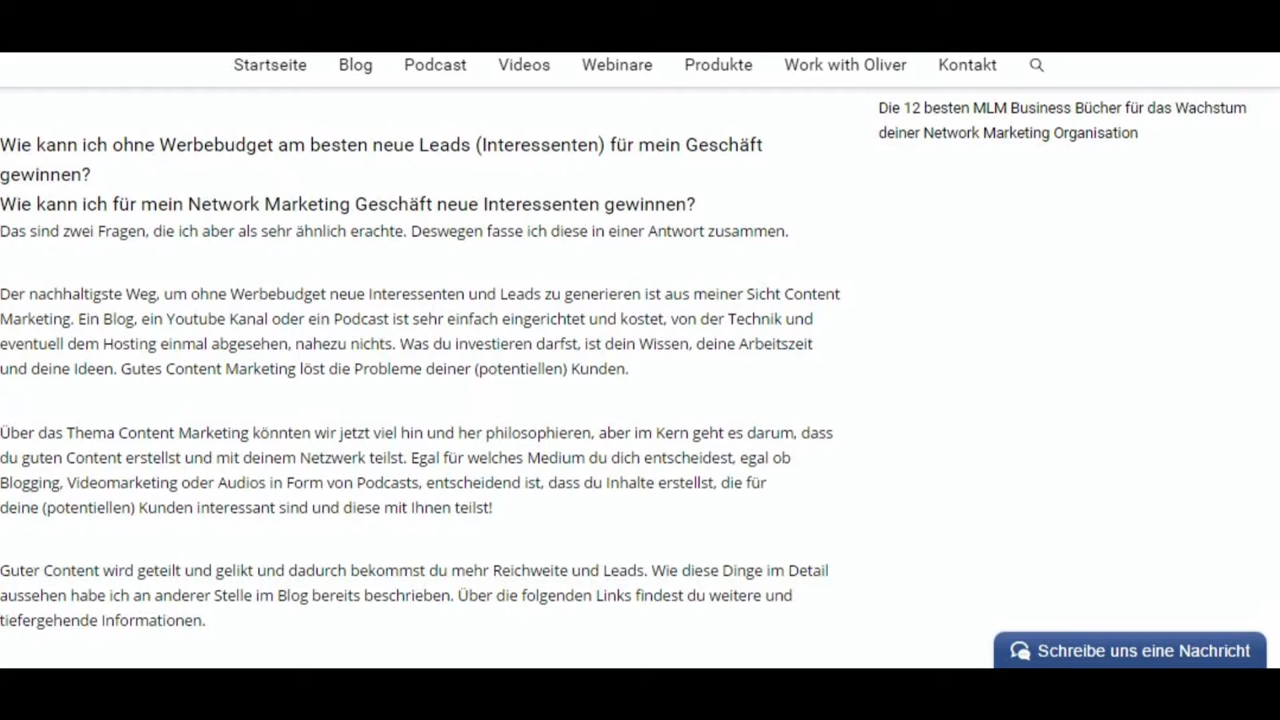 Startseite Blog Podcast Videos Webinare Produkte Work with Oliver Kontakt
Wie kann ich ohne Werbebudget am besten neue Leads (Interessenten) für mein Geschäft
gewinnen?
Wie kann ich für mein Network Marketing Geschäft neue Interessenten gewinnen?
Das sind zwei Fragen, die ich aber als sehr ähnlich erachte. Deswegen fasse ich diese in einer Antwort zusammen.
Der nachhaltigste Weg, um ohne Werbebudget neue Interessenten und Leads zu generieren ist aus meiner Sicht Content
Marketing. Ein Blog, ein Youtube Kanal oder ein Podcast ist sehr einfach eingerichtet und kostet, von der Technik und
eventuell dem Hosting einmal abgesehen, nahezu nichts. Was du investieren darfst, ist dein Wissen, deine Arbeitszeit
und deine Ideen. Gutes Content Marketing löst die Probleme deiner (potentiellen) Kunden.
Über das Thema Content Marketing könnten wir jetzt viel hin und her philosophieren, aber im Kern geht es darum, dass
du guten Content erstellst und mit deinem Netzwerk teilst. Egal für welches Medium du dich entscheidest, egal ob
Blogging, Videomarketing oder Audios in Form von Podcasts, entscheidend ist, dass du Inhalte erstellst, die für
deine (potentiellen) Kunden interessant sind und diese mit Ihnen teilst!
Guter Content wird geteilt und gelikt und dadurch bekommst du mehr Reichweite und Leads. Wie diese Dinge im Detail
aussehen habe ich an anderer Stelle im Blog bereits beschrieben. Über die folgenden Links findest du weitere und
tiefergehende Informationen.
Die 12 besten MLM Business Bücher für das Wachstum
deiner Network Marketing Organisation
Schreibe uns eine Nachricht